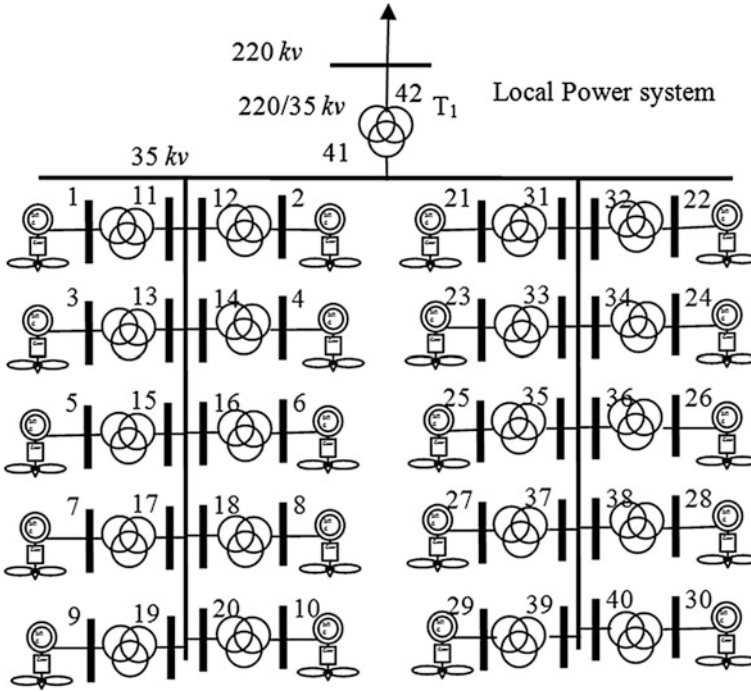 220 kv
220/35 kv 42 T1 Local Power system
41
35 kv
1 11 12 2 21 31 32 22
3 13 14 4 23 33 34 24
5 15 16 6 25 35 36 26
7 17 18 8 27 37 38 28
9 19 20 10 29 39 40 30